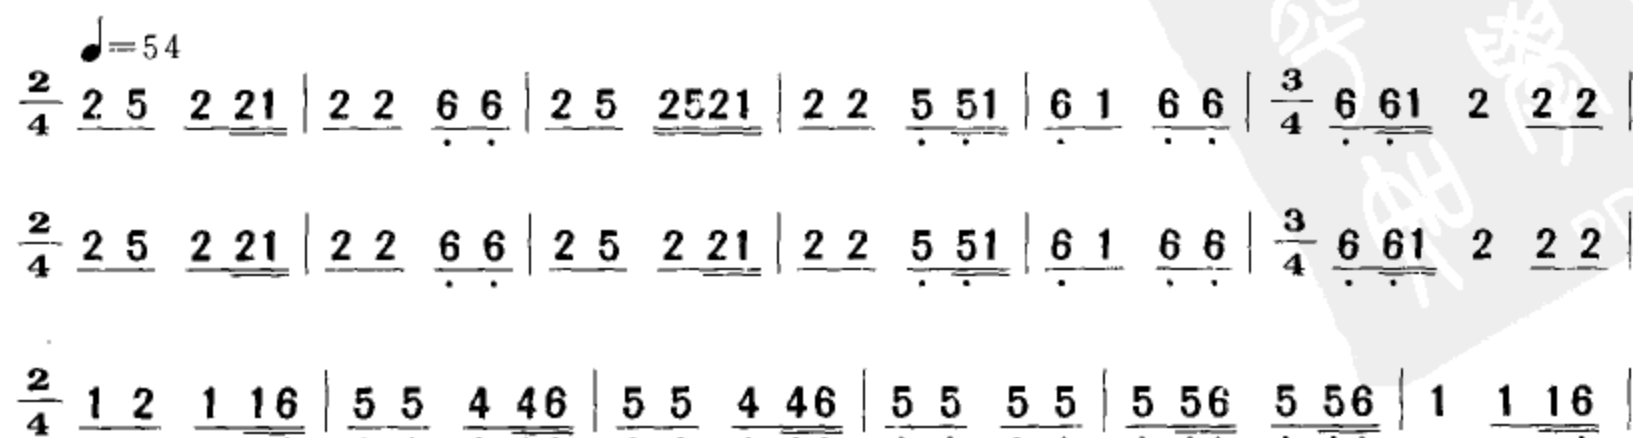 ♩=54
2/4 2 5 2 21 | 2 2 6 6 | 2 5 2521 | 2 2 5 51 | 6 1 6 6 | 3/4 6 61 2 2 2 |
2/4 2 5 2 21 | 2 2 6 6 | 2 5 2 21 | 2 2 5 51 | 6 1 6 6 | 3/4 6 61 2 2 2 |
2/4 1 2 1 16 | 5 5 4 46 | 5 5 4 46 | 5 5 5 5 | 5 56 5 56 | 1 1 16 |